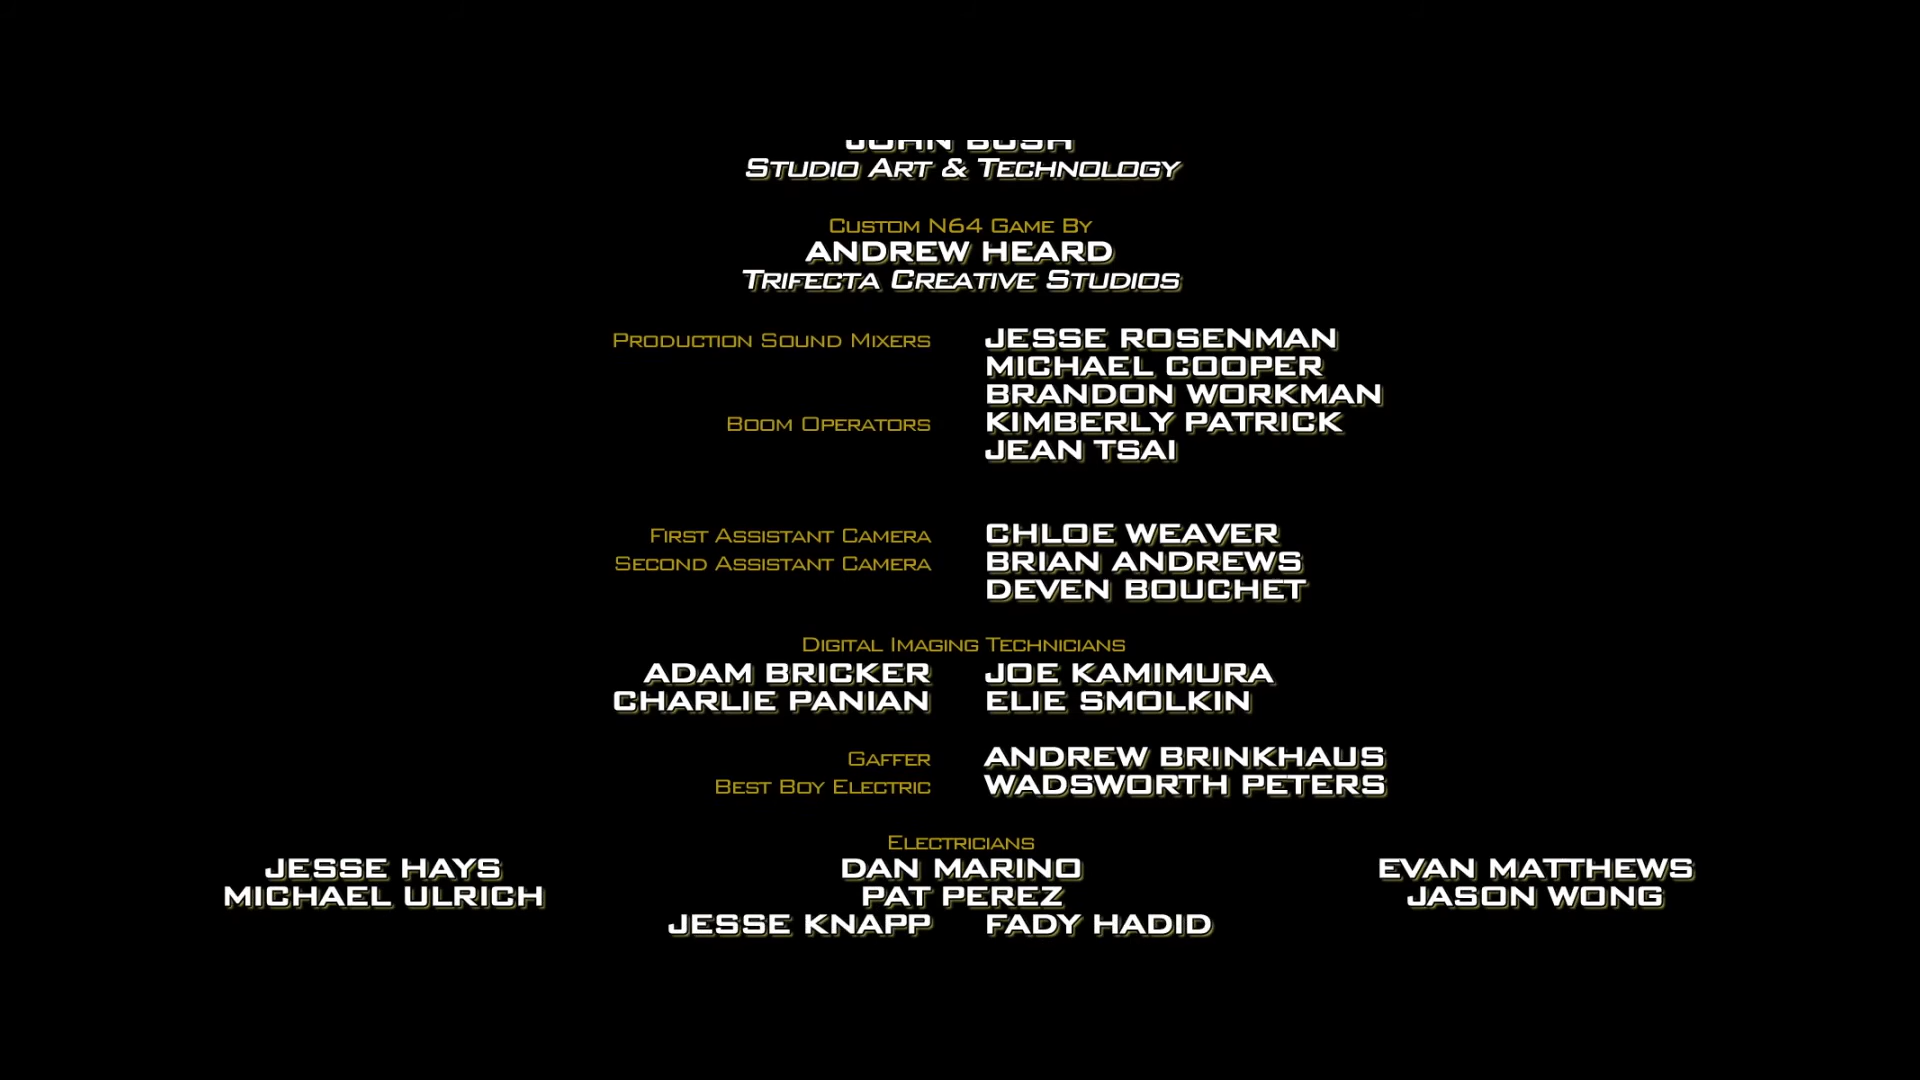 JOHN BUSH
STUDIO ART & TECHNOLOGY
CUSTOM N64 GAME BY
ANDREW HEARD
TRIFECTA CREATIVE STUDIOS
PRODUCTION SOUND MIXERS JESSE ROSENMAN
MICHAEL COOPER
BRANDON WORKMAN
BOOM OPERATORS KIMBERLY PATRICK
JEAN TSAI
FIRST ASSISTANT CAMERA CHLOE WEAVER
SECOND ASSISTANT CAMERA BRIAN ANDREWS
DEVEN BOUCHET
DIGITAL IMAGING TECHNICIANS
ADAM BRICKER JOE KAMIMURA
CHARLIE PANIAN ELIE SMOLKIN
GAFFER ANDREW BRINKHAUS
BEST BOY ELECTRIC WADSWORTH PETERS
ELECTRICIANS
JESSE HAYS DAN MARINO EVAN MATTHEWS
MICHAEL ULRICH PAT PEREZ JASON WONG
JESSE KNAPP FADY HADID